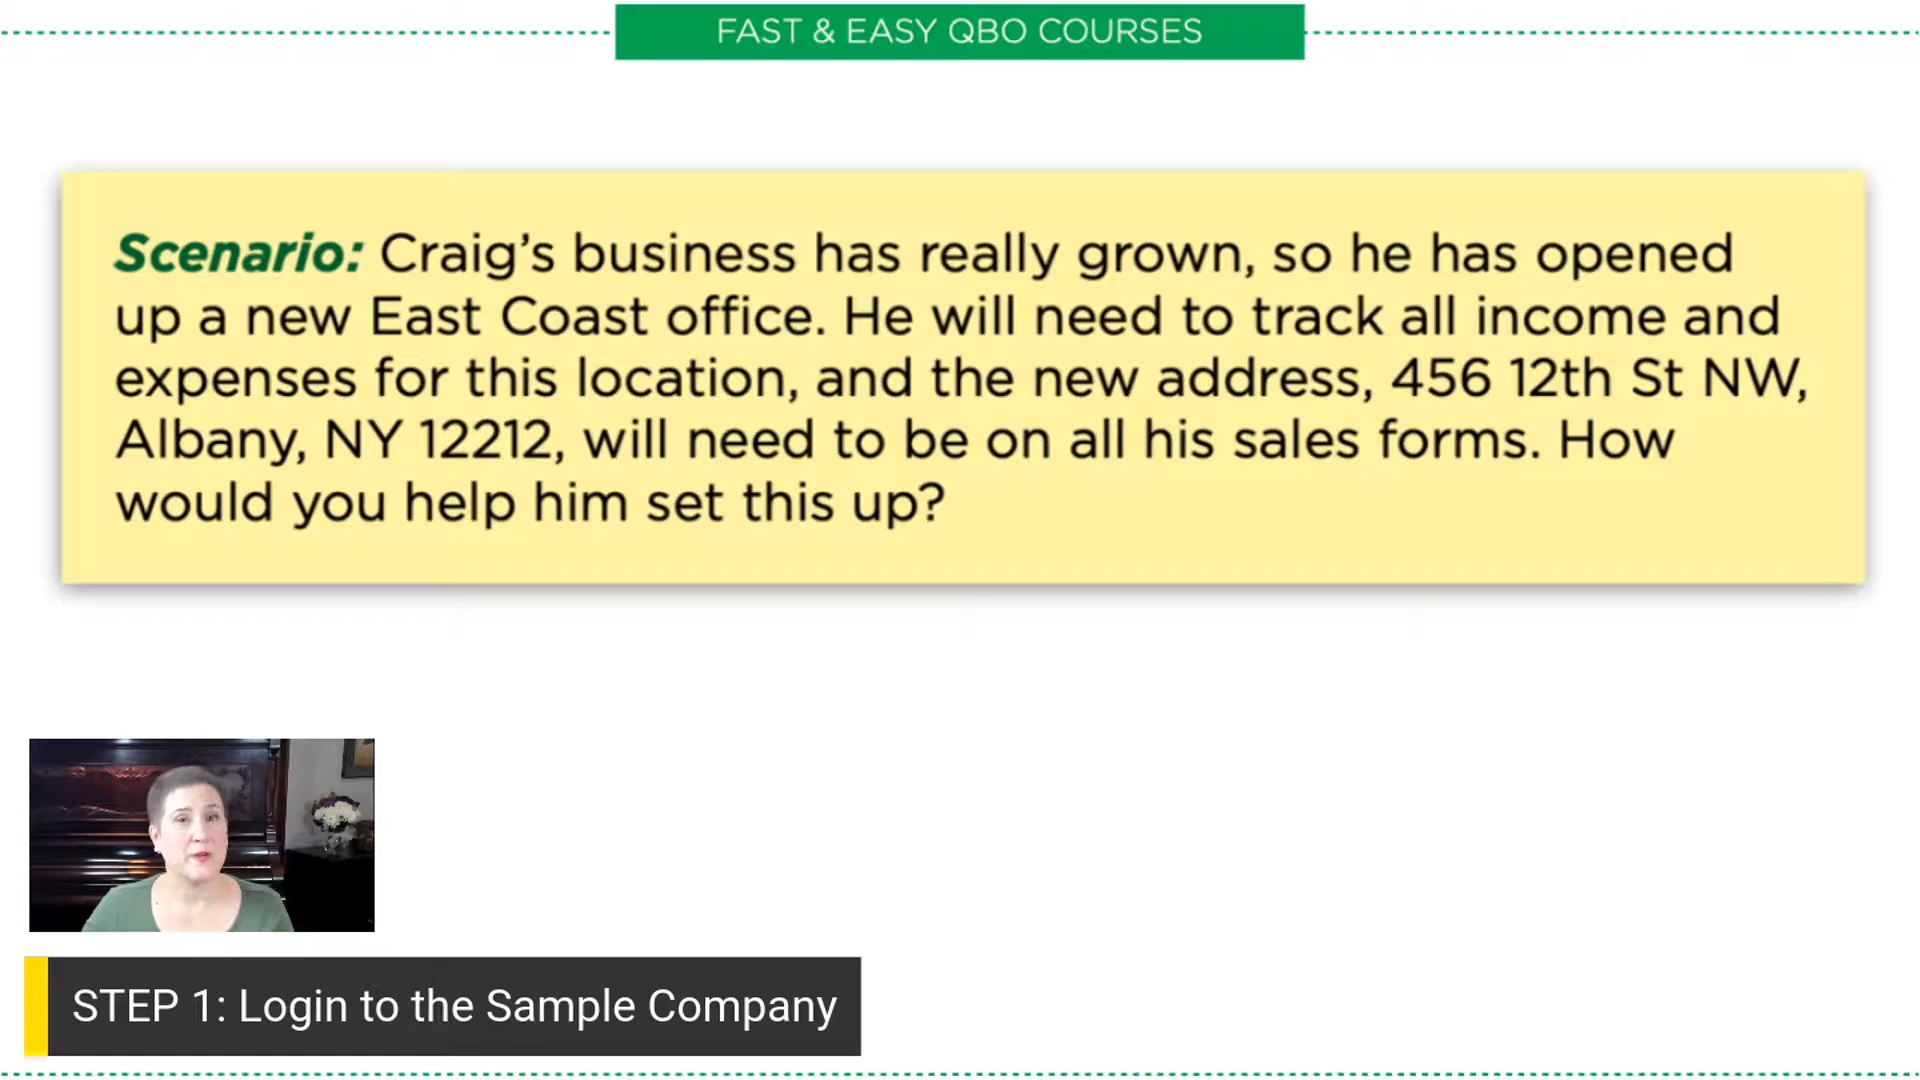 FAST & EASY QBO COURSES
Scenario: Craig's business has really grown, so he has opened
up a new East Coast office. He will need to track all income and
expenses for this location, and the new address, 456 12th St NW,
Albany, NY 12212, will need to be on all his sales forms. How
would you help him set this up?
STEP 1: Login to the Sample Company